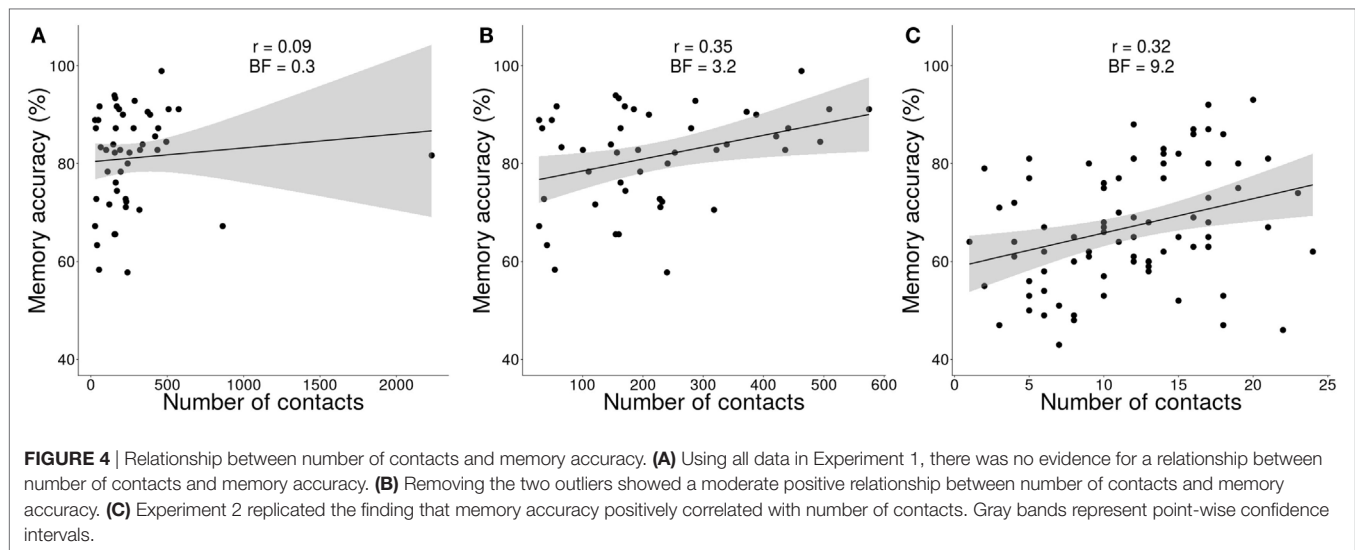 A
r = 0.09
BF = 0.3
Memory accuracy (%)
100
80
60
40
0
500
1000
1500
2000
Number of contacts
B
r = 0.35
BF = 3.2
Memory accuracy (%)
100
80
60
40
100
200
300
400
500
600
Number of contacts
C
r = 0.32
BF = 9.2
Memory accuracy (%)
100
80
60
40
0
5
10
15
20
25
Number of contacts
FIGURE 4 | Relationship between number of contacts and memory accuracy. (A) Using all data in Experiment 1, there was no evidence for a relationship between
number of contacts and memory accuracy. (B) Removing the two outliers showed a moderate positive relationship between number of contacts and memory
accuracy. (C) Experiment 2 replicated the finding that memory accuracy positively correlated with number of contacts. Gray bands represent point-wise confidence
intervals.